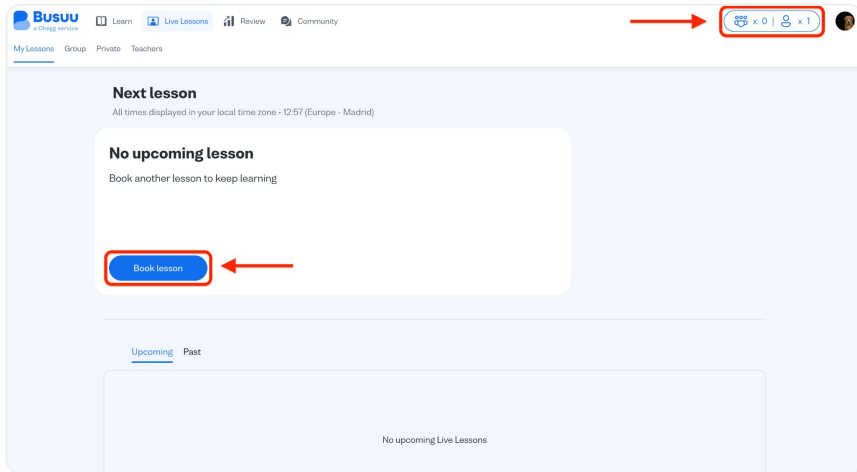 BUSUU
a Chegg service
Learn Live Lessons Review Community
x 0 | x 1
My Lessons Group Private Teachers
Next lesson
All times displayed in your local time zone • 12:57 (Europe - Madrid)
No upcoming lesson
Book another lesson to keep learning
Book lesson
Upcoming Past
No upcoming Live Lessons